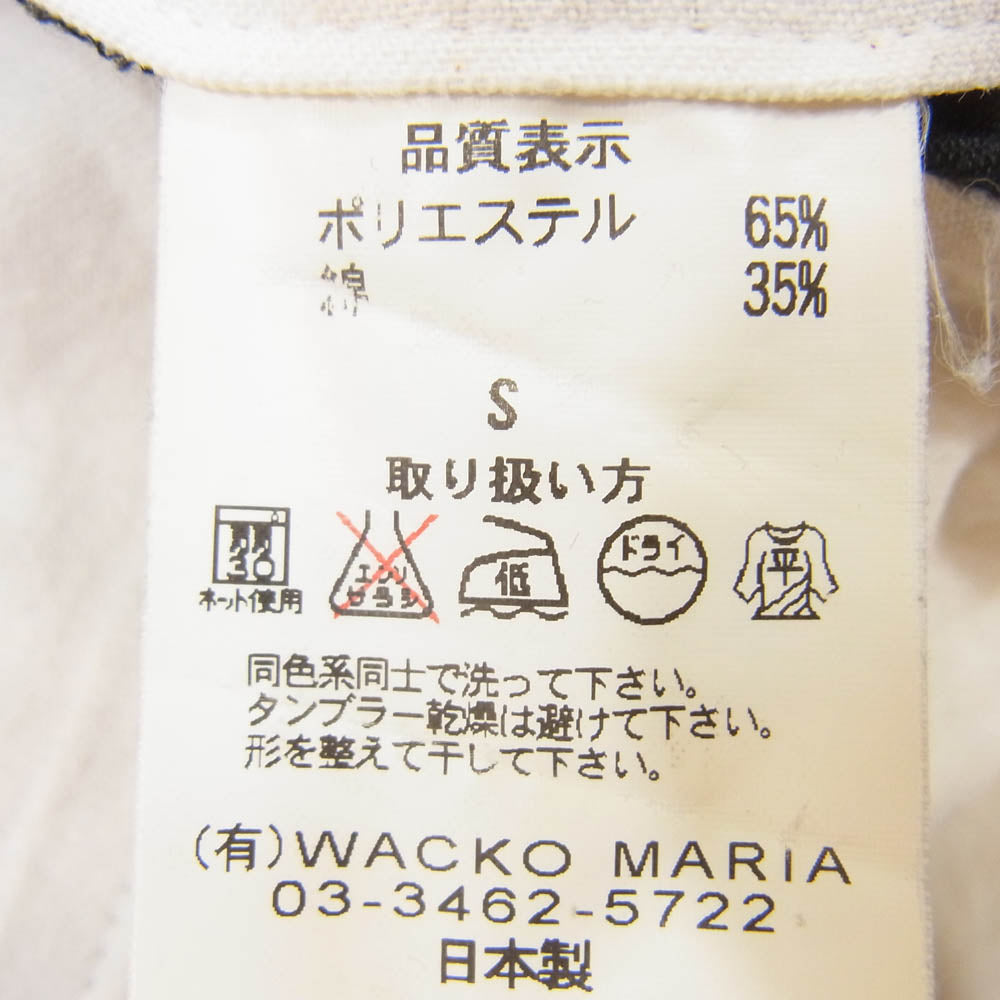 品質表示
ポリエステル 65%
綿 35%
S
取り扱い方
弱 30 エンソ サラシ 低 ドライ 平
ネット使用
同色系同士で洗って下さい。
タンブラー乾燥は避けて下さい。
形を整えて干して下さい。
(有)WACKO MARIA
03-3462-5722
日本製